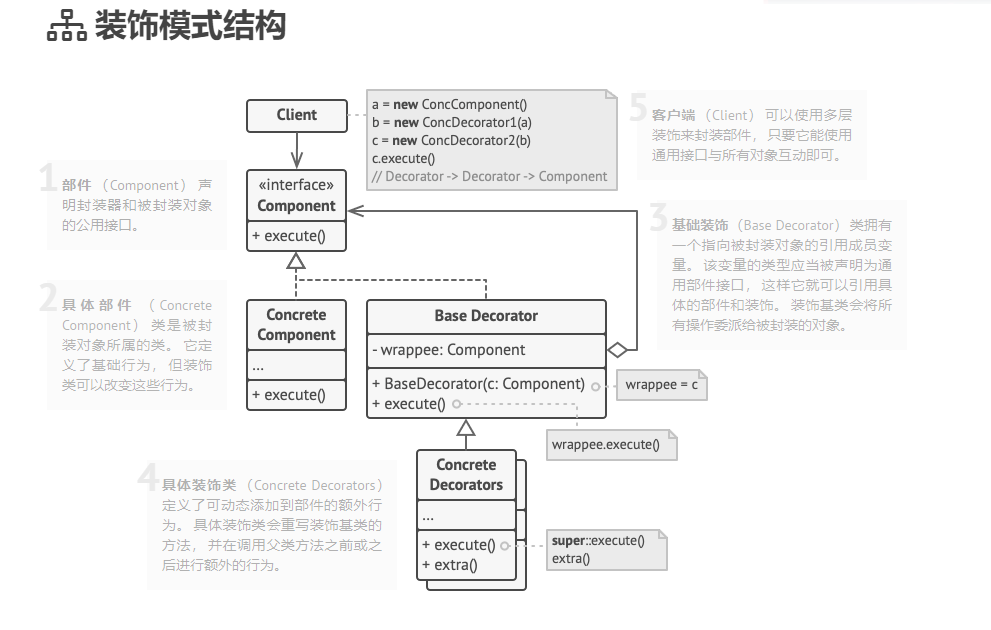 装饰模式结构
Client
a = new ConcComponent()
b = new ConcDecorator1(a)
c = new ConcDecorator2(b)
c.execute()
// Decorator -> Decorator -> Component
5
客户端 （Client） 可以使用多层
装饰来封装部件， 只要它能使用
通用接口与所有对象互动即可。
1
部件 （Component） 声
明封装器和被封装对象
的公用接口。
«interface»
Component
+ execute()
3
基础装饰 （Base Decorator） 类拥有
一个指向被封装对象的引用成员变
量。 该变量的类型应当被声明为通
用部件接口， 这样它就可以引用具
体的部件和装饰。 装饰基类会将所
有操作委派给被封装的对象。
2
具体部件 （Concrete
Component） 类是被封
装对象所属的类。 它定
义了基础行为， 但装饰
类可以改变这些行为。
Concrete
Component
...
+ execute()
Base Decorator
- wrappee: Component
+ BaseDecorator(c: Component)
+ execute()
wrappee = c
wrappee.execute()
4
具体装饰类 （Concrete Decorators）
定义了可动态添加到部件的额外行
为。 具体装饰类会重写装饰基类的
方法， 并在调用父类方法之前或之
后进行额外的行为。
Concrete
Decorators
...
+ execute()
+ extra()
super::execute()
extra()